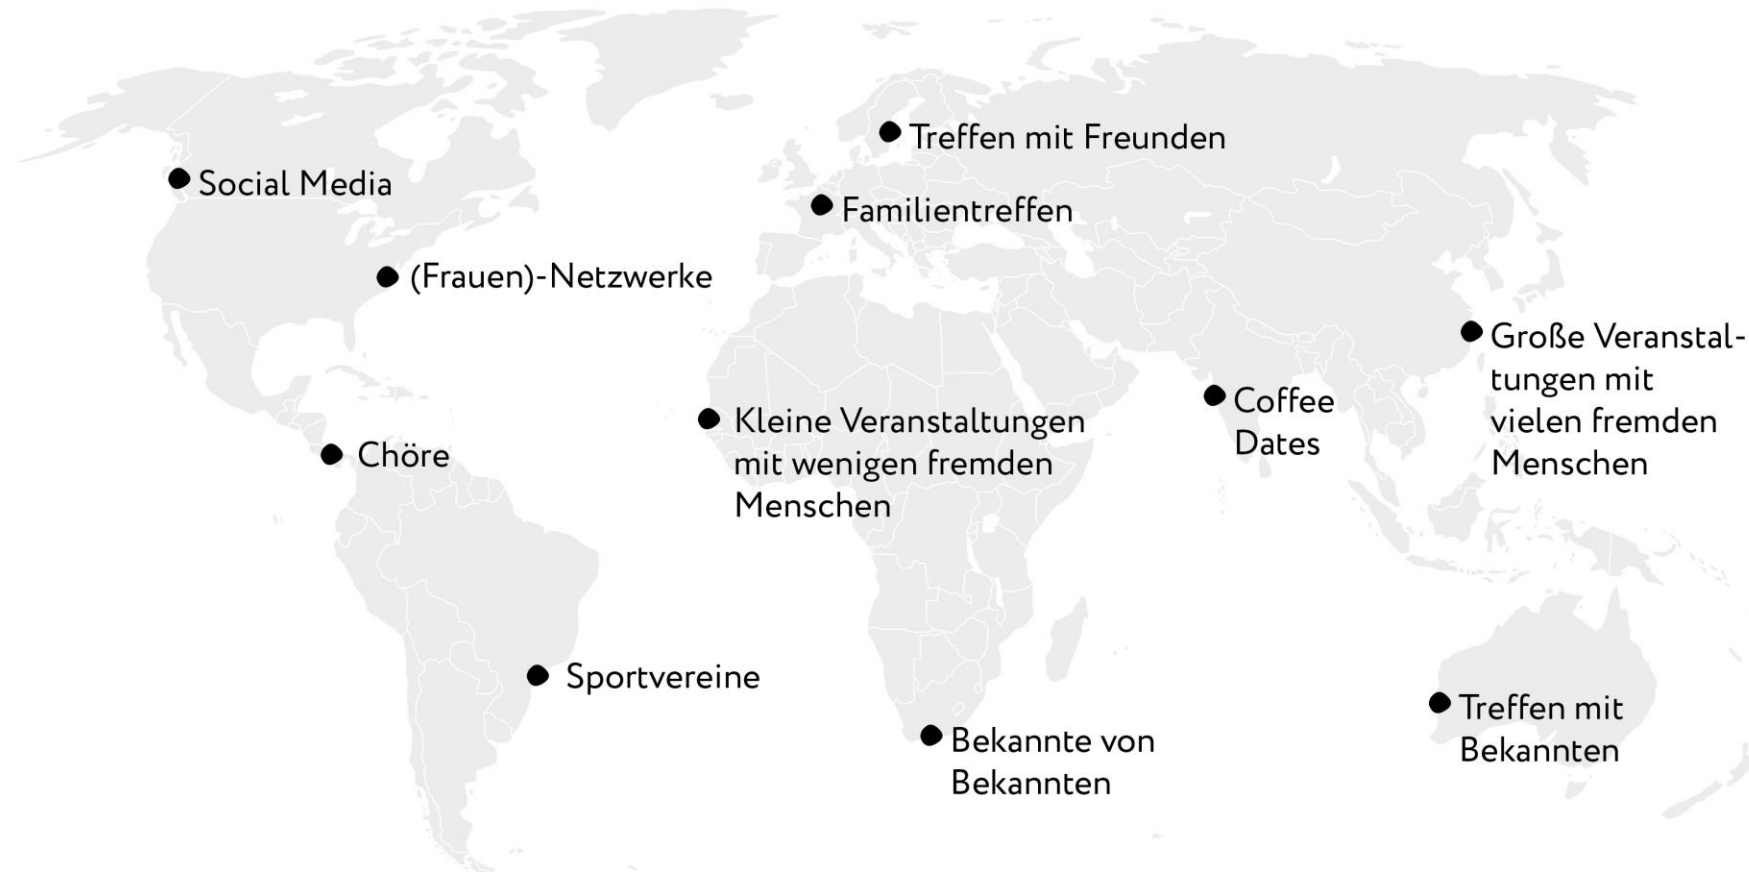 Treffen mit Freunden
Social Media
Familientreffen
(Frauen)-Netzwerke
Große Veranstal-
tungen mit
vielen fremden
Menschen
Coffee
Dates
Kleine Veranstaltungen
mit wenigen fremden
Menschen
Chöre
Sportvereine
Treffen mit
Bekannten
Bekannte von
Bekannten